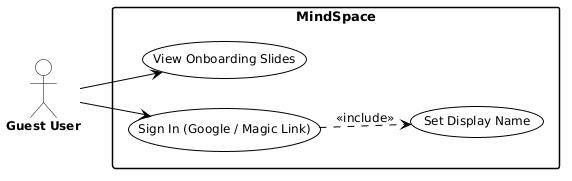 MindSpace
View Onboarding Slides
Guest User
Sign In (Google / Magic Link)
«include»
Set Display Name